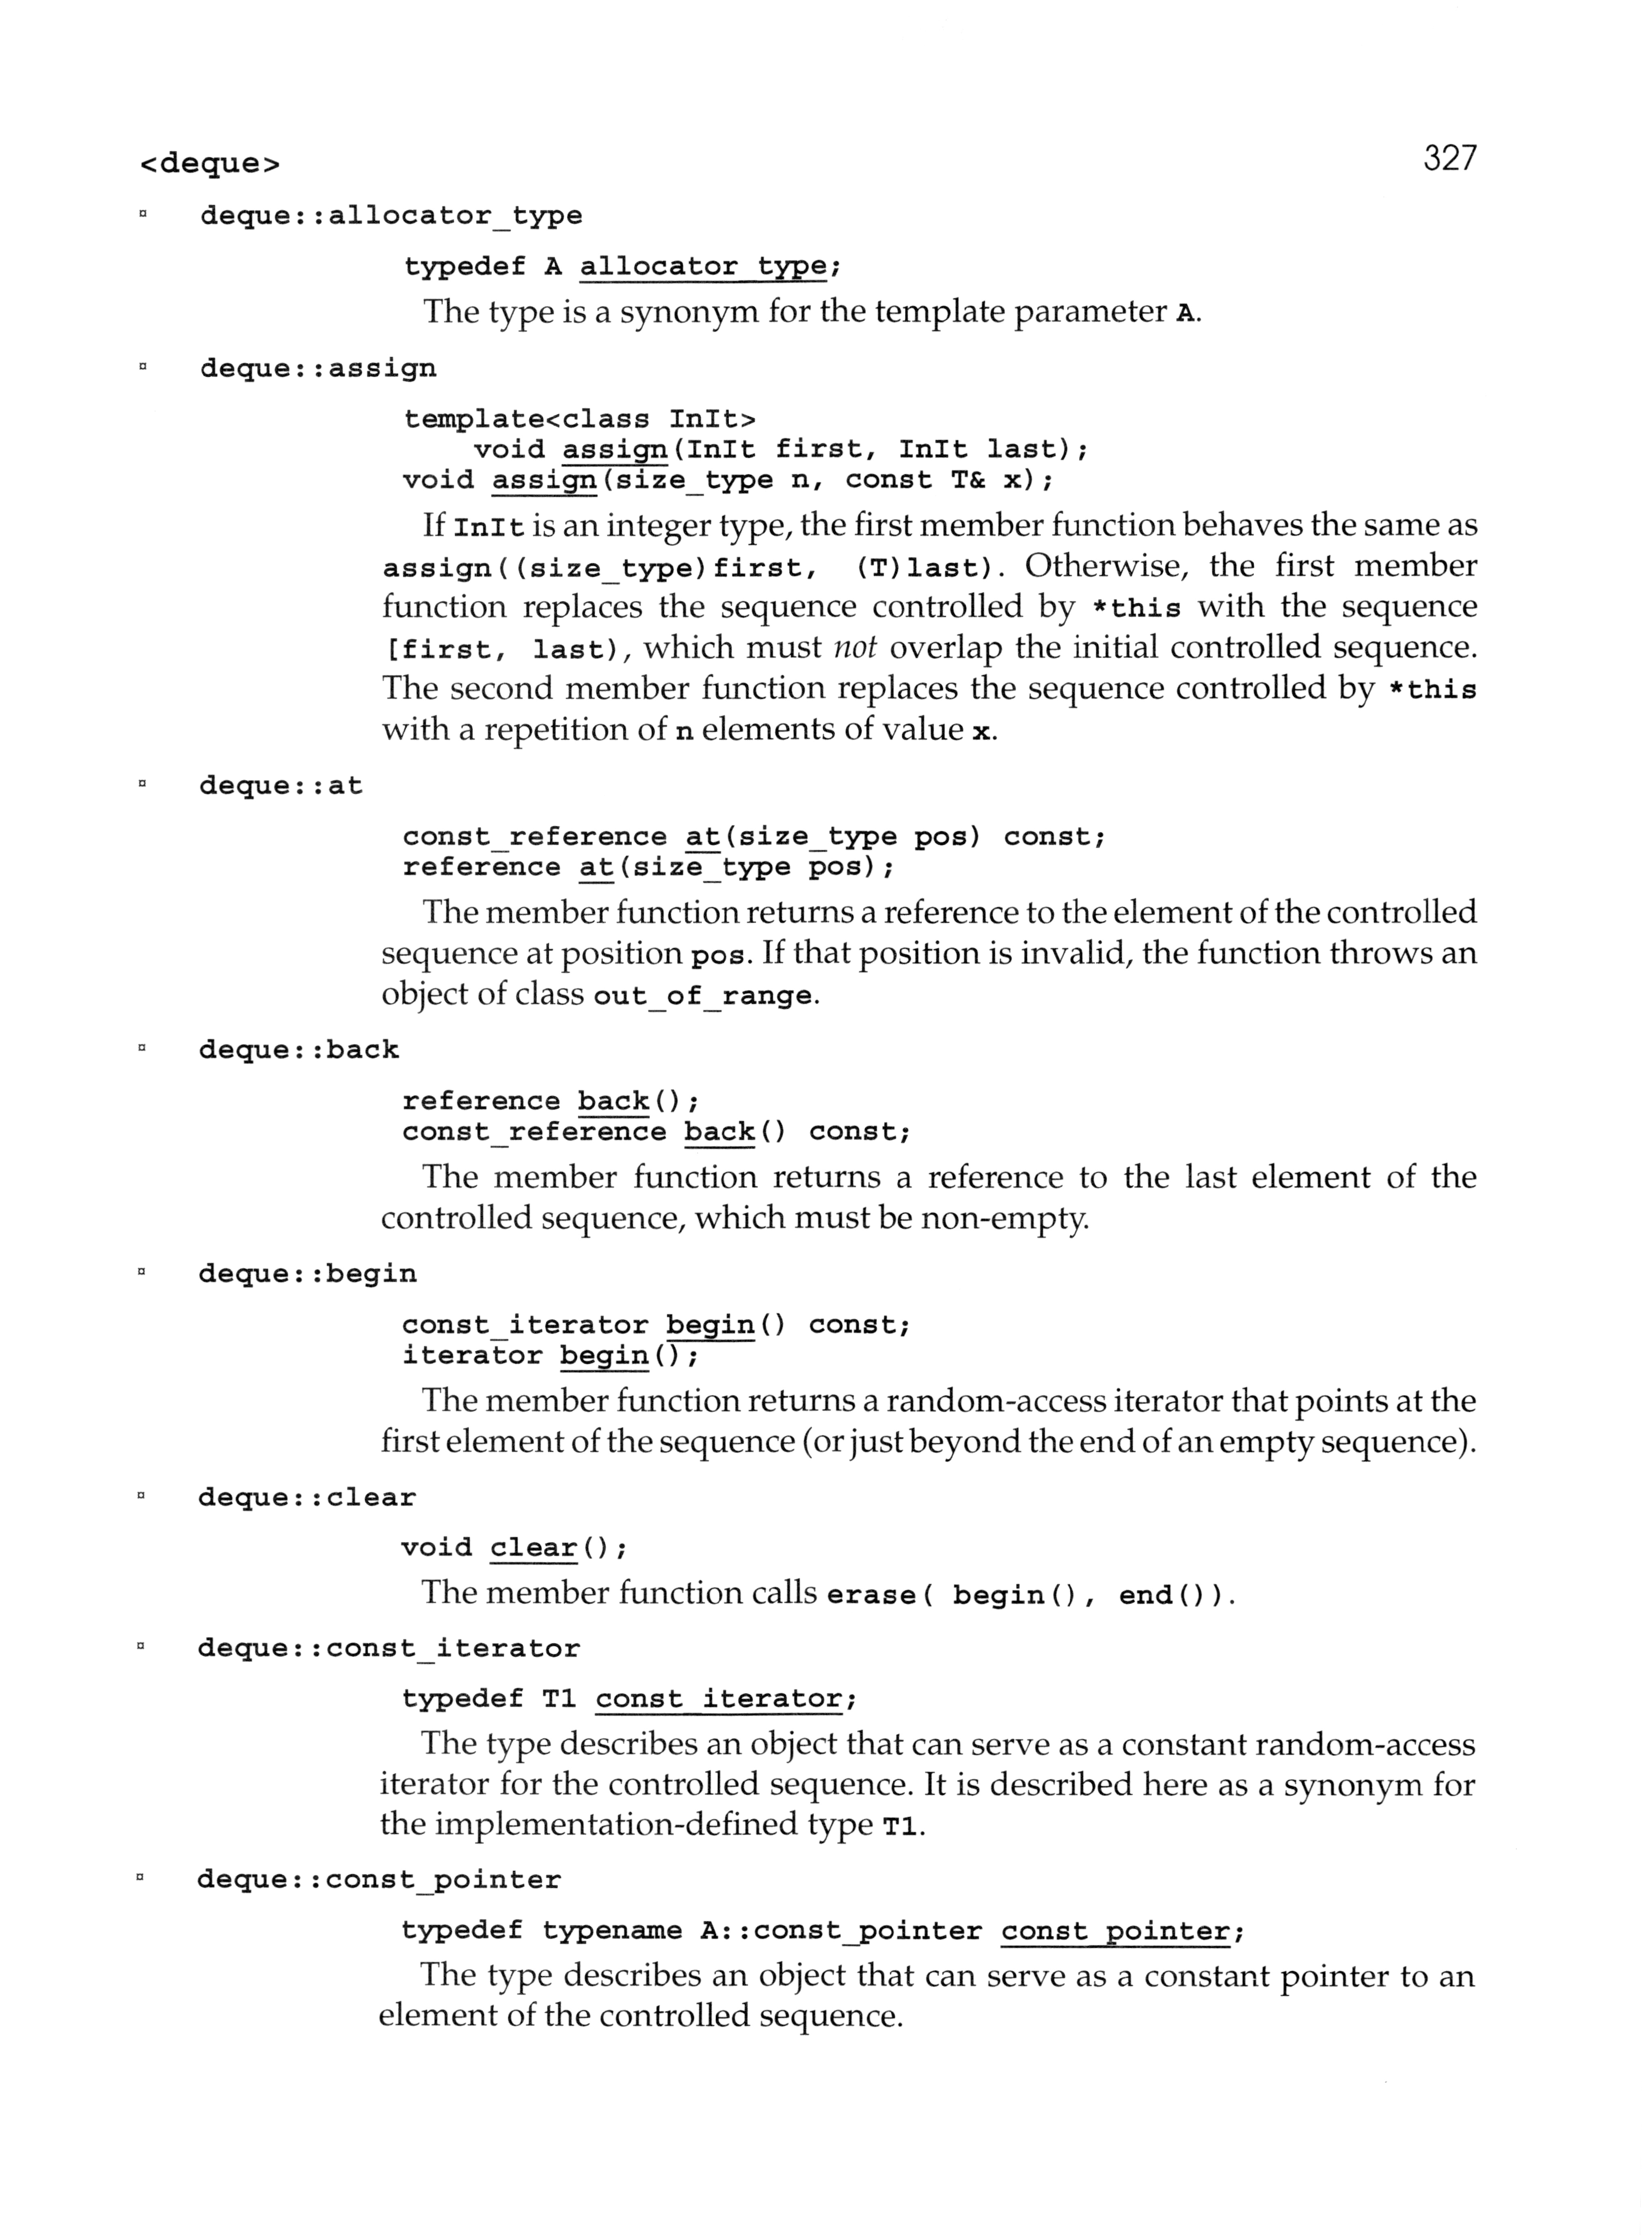 <deque>
327
▫ deque::allocator_type
typedef A allocator_type;
The type is a synonym for the template parameter A.
▫ deque::assign
template<class InIt>
void assign(InIt first, InIt last);
void assign(size_type n, const T& x);
If InIt is an integer type, the first member function behaves the same as
assign((size_type)first, (T)last). Otherwise, the first member
function replaces the sequence controlled by *this with the sequence
[first, last), which must not overlap the initial controlled sequence.
The second member function replaces the sequence controlled by *this
with a repetition of n elements of value x.
▫ deque::at
const_reference at(size_type pos) const;
reference at(size_type pos);
The member function returns a reference to the element of the controlled
sequence at position pos. If that position is invalid, the function throws an
object of class out_of_range.
▫ deque::back
reference back();
const_reference back() const;
The member function returns a reference to the last element of the
controlled sequence, which must be non-empty.
▫ deque::begin
const_iterator begin() const;
iterator begin();
The member function returns a random-access iterator that points at the
first element of the sequence (or just beyond the end of an empty sequence).
▫ deque::clear
void clear();
The member function calls erase( begin(), end()).
▫ deque::const_iterator
typedef T1 const_iterator;
The type describes an object that can serve as a constant random-access
iterator for the controlled sequence. It is described here as a synonym for
the implementation-defined type T1.
▫ deque::const_pointer
typedef typename A::const_pointer const_pointer;
The type describes an object that can serve as a constant pointer to an
element of the controlled sequence.